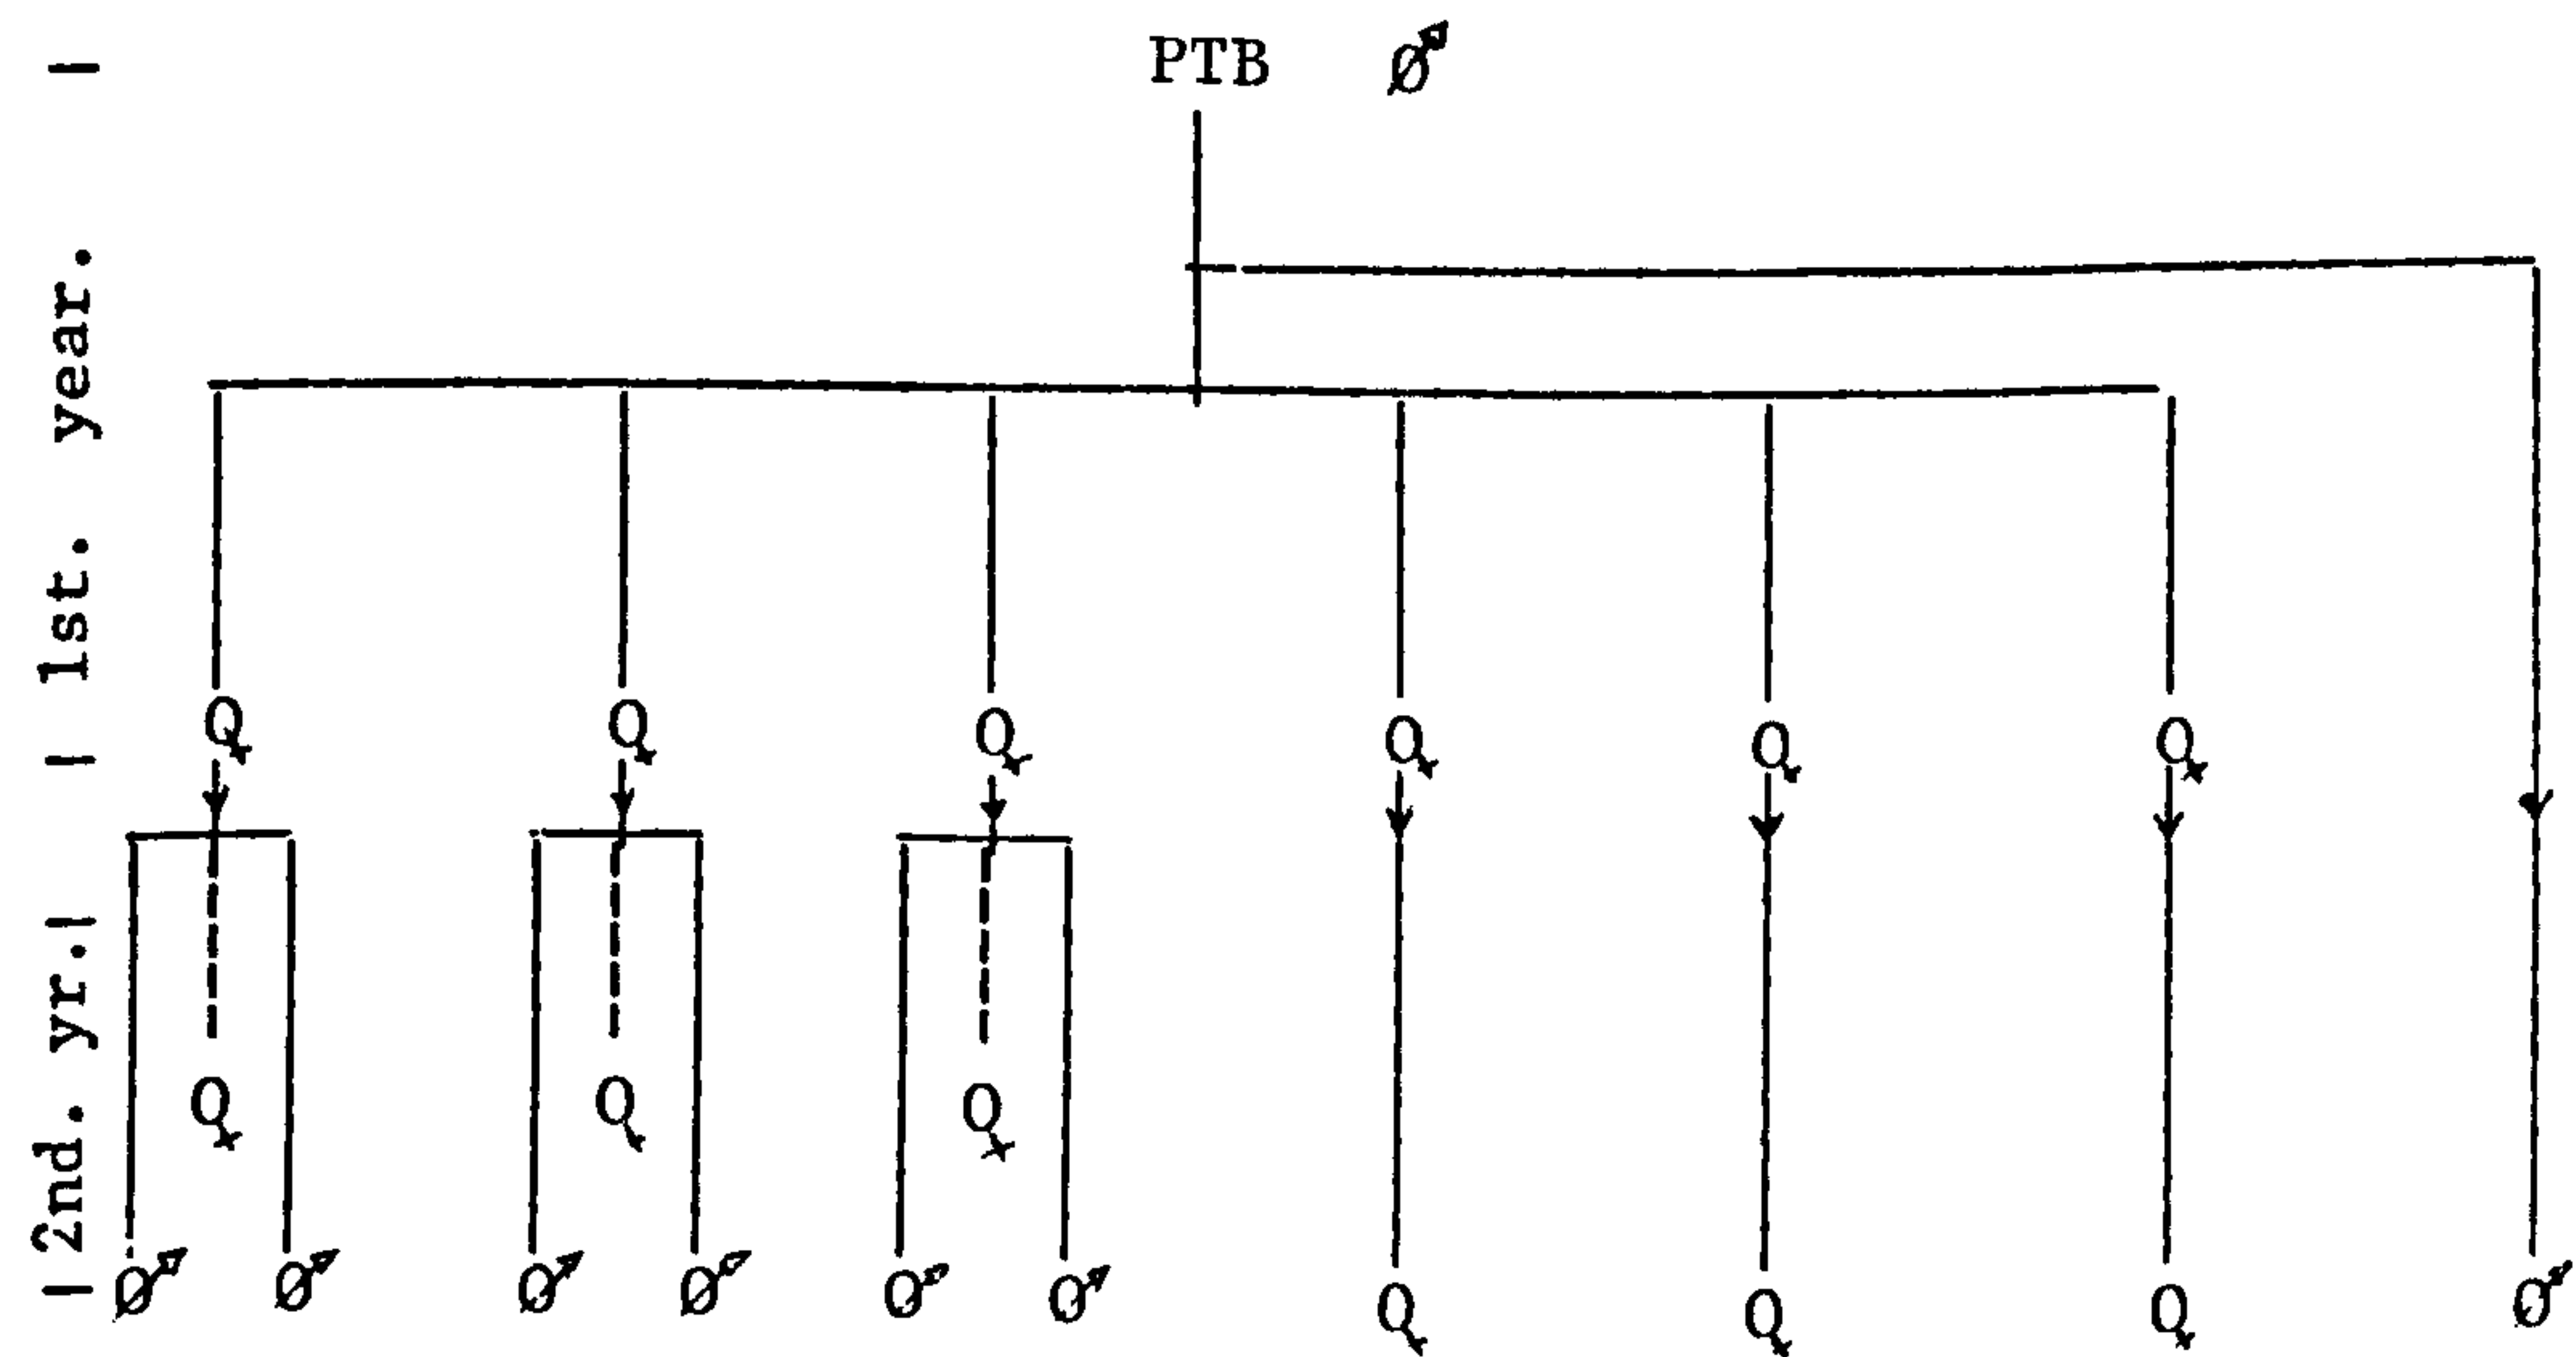 PTB
| 1st. year. |
| 2nd. yr. |